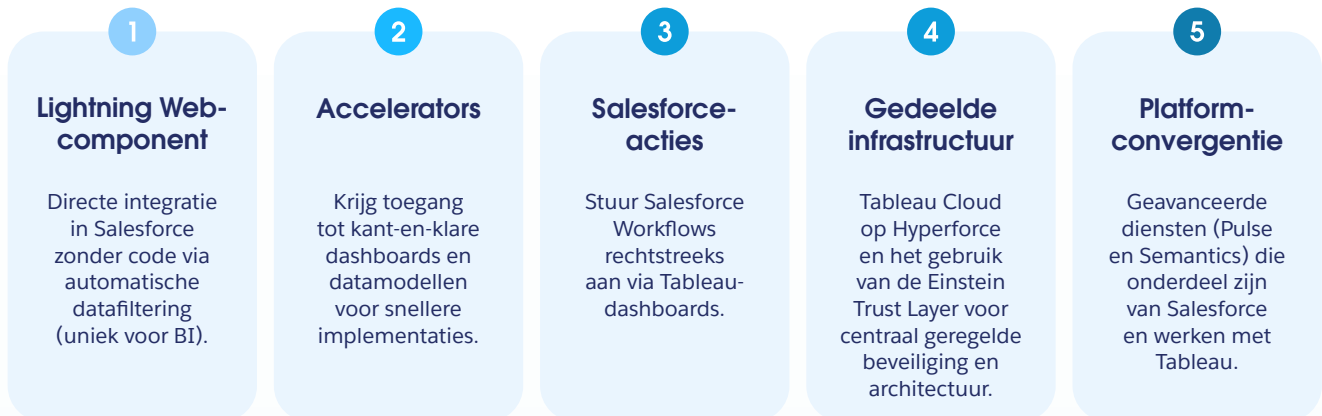 1
Lightning Web-
component
Directe integratie
in Salesforce
zonder code via
automatische
datafiltering
(uniek voor BI).
2
Accelerators
Krijg toegang
tot kant-en-klare
dashboards en
datamodellen
voor snellere
implementaties.
3
Salesforce-
acties
Stuur Salesforce
Workflows
rechtstreeks
aan via Tableau-
dashboards.
4
Gedeelde
infrastructuur
Tableau Cloud
op Hyperforce
en het gebruik
van de Einstein
Trust Layer voor
centraal geregelde
beveiliging en
architectuur.
5
Platform-
convergentie
Geavanceerde
diensten (Pulse
en Semantics) die
onderdeel zijn
van Salesforce
en werken met
Tableau.